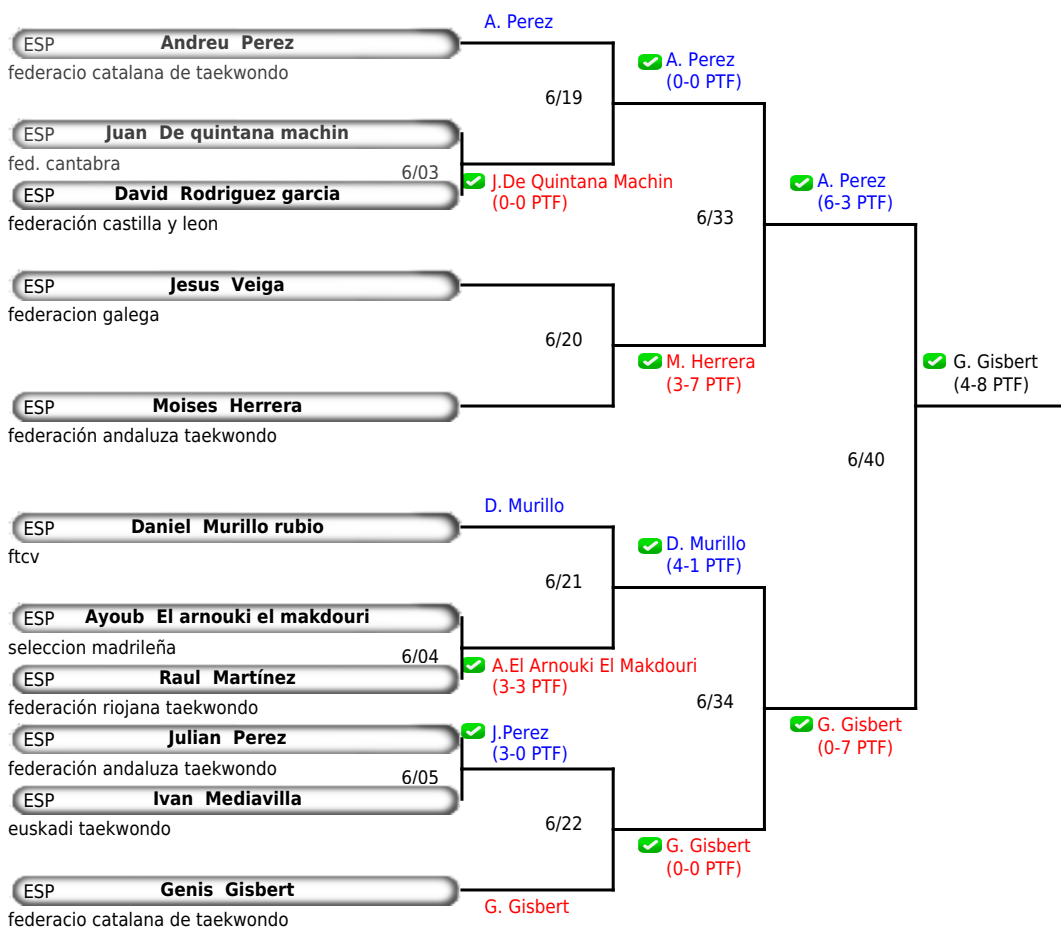 A. Perez
ESP Andreu Perez
federacio catalana de taekwondo
A. Perez
(0-0 PTF)
6/19
ESP Juan De quintana machin
fed. cantabra
6/03
ESP David Rodriguez garcia
federación castilla y leon
J.De Quintana Machin
(0-0 PTF)
A. Perez
(6-3 PTF)
6/33
ESP Jesus Veiga
federacion galega
6/20
M. Herrera
(3-7 PTF)
G. Gisbert
(4-8 PTF)
ESP Moises Herrera
federación andaluza taekwondo
6/40
D. Murillo
ESP Daniel Murillo rubio
ftcv
D. Murillo
(4-1 PTF)
6/21
ESP Ayoub El arnouki el makdouri
seleccion madrileña
6/04
A.El Arnouki El Makdouri
(3-3 PTF)
ESP Raul Martínez
federación riojana taekwondo
6/34
G. Gisbert
(0-7 PTF)
J.Perez
(3-0 PTF)
ESP Julian Perez
federación andaluza taekwondo
6/05
ESP Ivan Mediavilla
euskadi taekwondo
6/22
G. Gisbert
(0-0 PTF)
ESP Genis Gisbert
federacio catalana de taekwondo
G. Gisbert